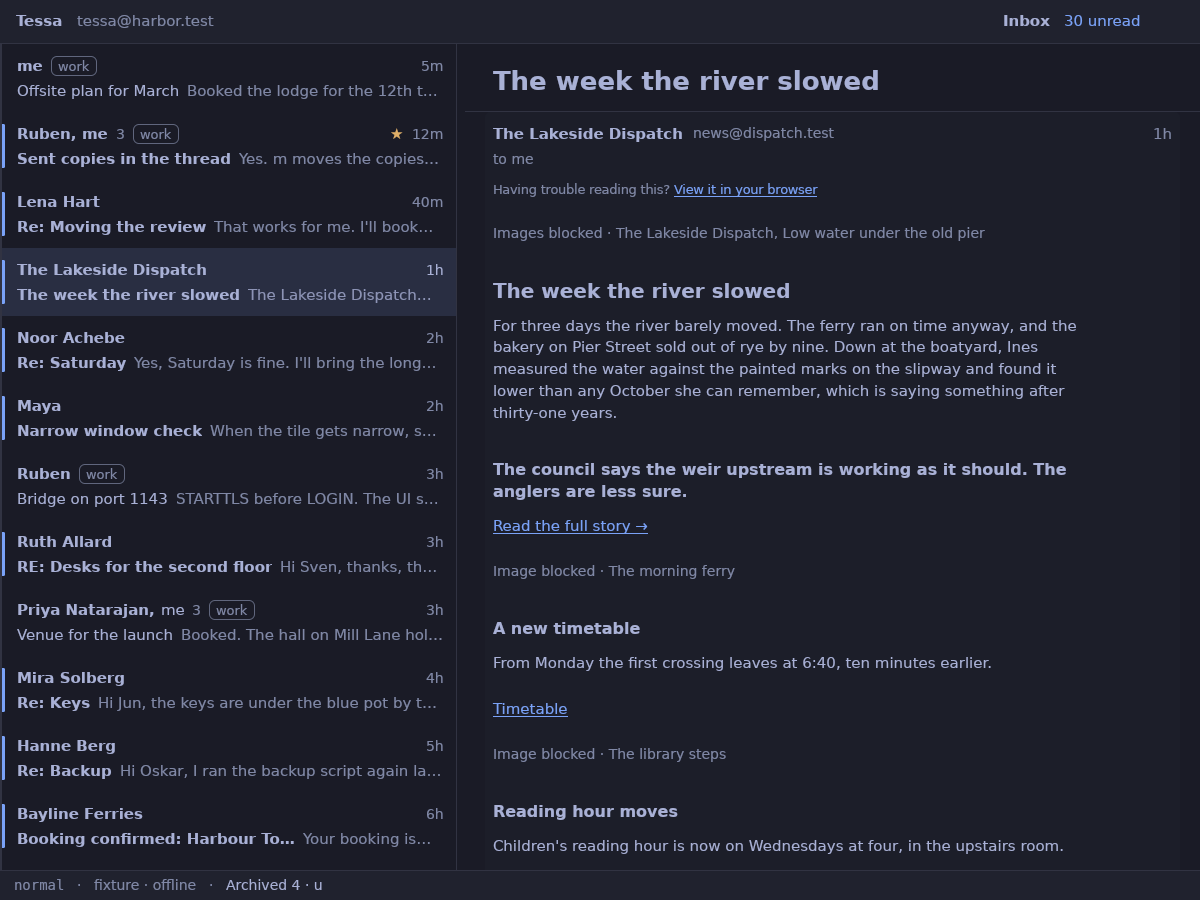 Tessa tessa@harbor.test
Inbox 30 unread
me work 5m
Offsite plan for March Booked the lodge for the 12th t…
Ruben, me 3 work ★ 12m
Sent copies in the thread Yes. m moves the copies…
Lena Hart 40m
Re: Moving the review That works for me. I'll book…
The Lakeside Dispatch 1h
The week the river slowed The Lakeside Dispatch…
Noor Achebe 2h
Re: Saturday Yes, Saturday is fine. I'll bring the long…
Maya 2h
Narrow window check When the tile gets narrow, s…
Ruben work 3h
Bridge on port 1143 STARTTLS before LOGIN. The UI s…
Ruth Allard 3h
RE: Desks for the second floor Hi Sven, thanks, th…
Priya Natarajan, me 3 work 3h
Venue for the launch Booked. The hall on Mill Lane hol…
Mira Solberg 4h
Re: Keys Hi Jun, the keys are under the blue pot by t…
Hanne Berg 5h
Re: Backup Hi Oskar, I ran the backup script again la…
Bayline Ferries 6h
Booking confirmed: Harbour To… Your booking is…
The week the river slowed
The Lakeside Dispatch news@dispatch.test 1h
to me
Having trouble reading this? View it in your browser
Images blocked · The Lakeside Dispatch, Low water under the old pier
The week the river slowed
For three days the river barely moved. The ferry ran on time anyway, and the
bakery on Pier Street sold out of rye by nine. Down at the boatyard, Ines
measured the water against the painted marks on the slipway and found it
lower than any October she can remember, which is saying something after
thirty-one years.
The council says the weir upstream is working as it should. The
anglers are less sure.
Read the full story →
Image blocked · The morning ferry
A new timetable
From Monday the first crossing leaves at 6:40, ten minutes earlier.
Timetable
Image blocked · The library steps
Reading hour moves
Children's reading hour is now on Wednesdays at four, in the upstairs room.
normal · fixture · offline · Archived 4 · u